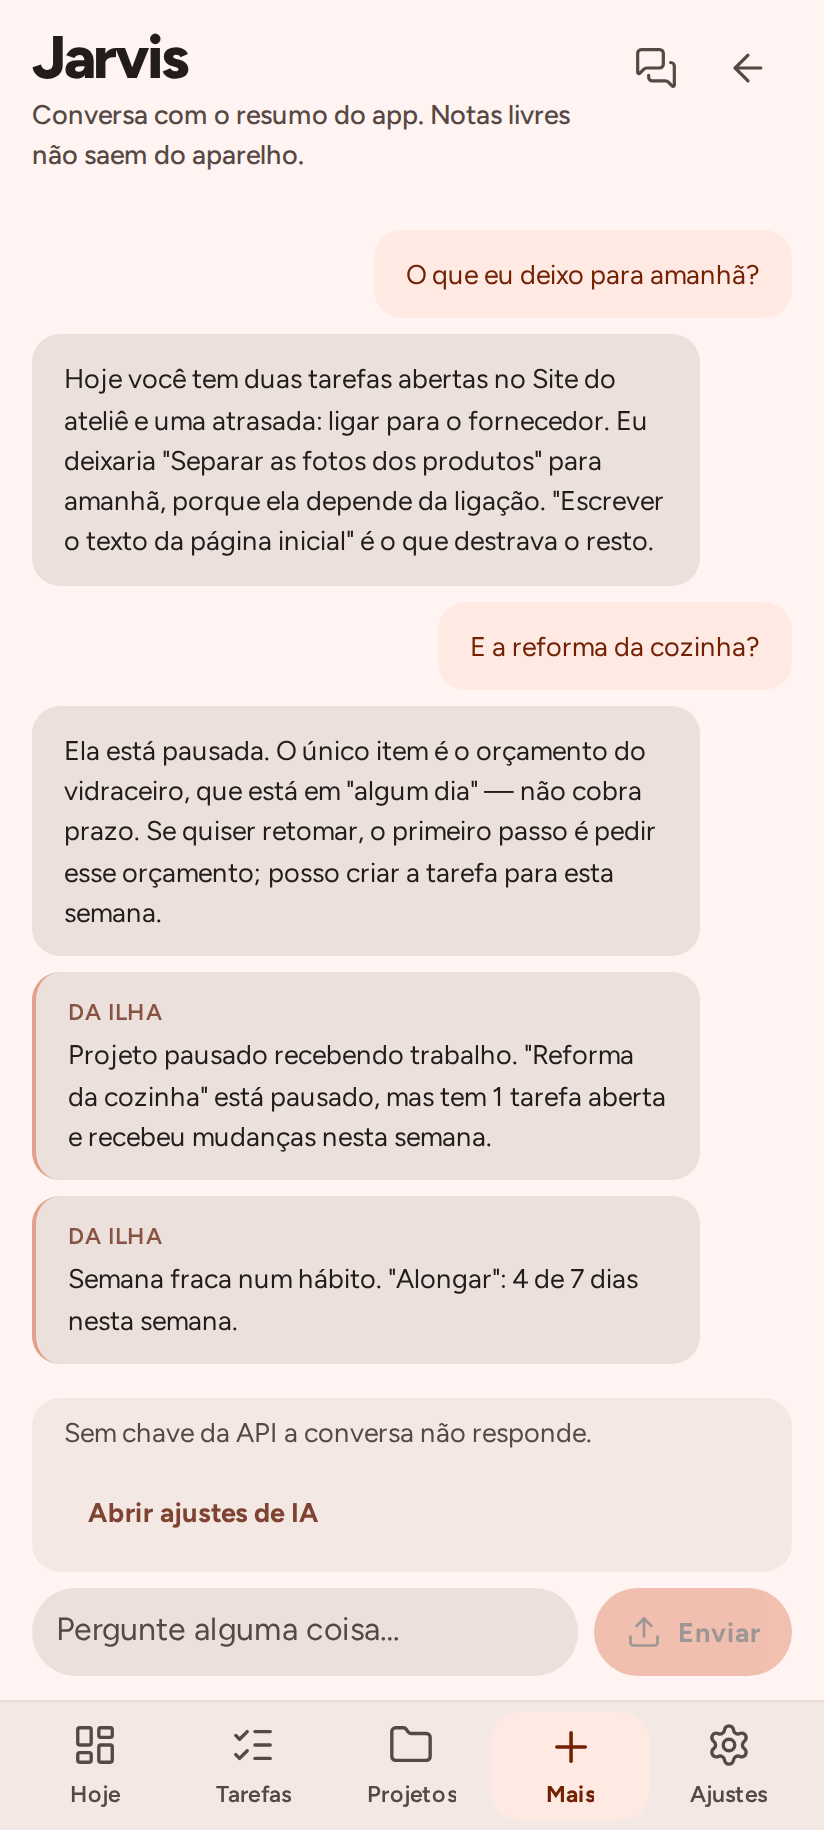 Jarvis
Conversa com o resumo do app. Notas livres
não saem do aparelho.
O que eu deixo para amanhã?
Hoje você tem duas tarefas abertas no Site do
ateliê e uma atrasada: ligar para o fornecedor. Eu
deixaria "Separar as fotos dos produtos" para
amanhã, porque ela depende da ligação. "Escrever
o texto da página inicial" é o que destrava o resto.
E a reforma da cozinha?
Ela está pausada. O único item é o orçamento do
vidraceiro, que está em "algum dia" — não cobra
prazo. Se quiser retomar, o primeiro passo é pedir
esse orçamento; posso criar a tarefa para esta
semana.
DA ILHA
Projeto pausado recebendo trabalho. "Reforma
da cozinha" está pausado, mas tem 1 tarefa aberta
e recebeu mudanças nesta semana.
DA ILHA
Semana fraca num hábito. "Alongar": 4 de 7 dias
nesta semana.
Sem chave da API a conversa não responde.
Abrir ajustes de IA
Pergunte alguma coisa...
Enviar
Hoje
Tarefas
Projetos
Mais
Ajustes